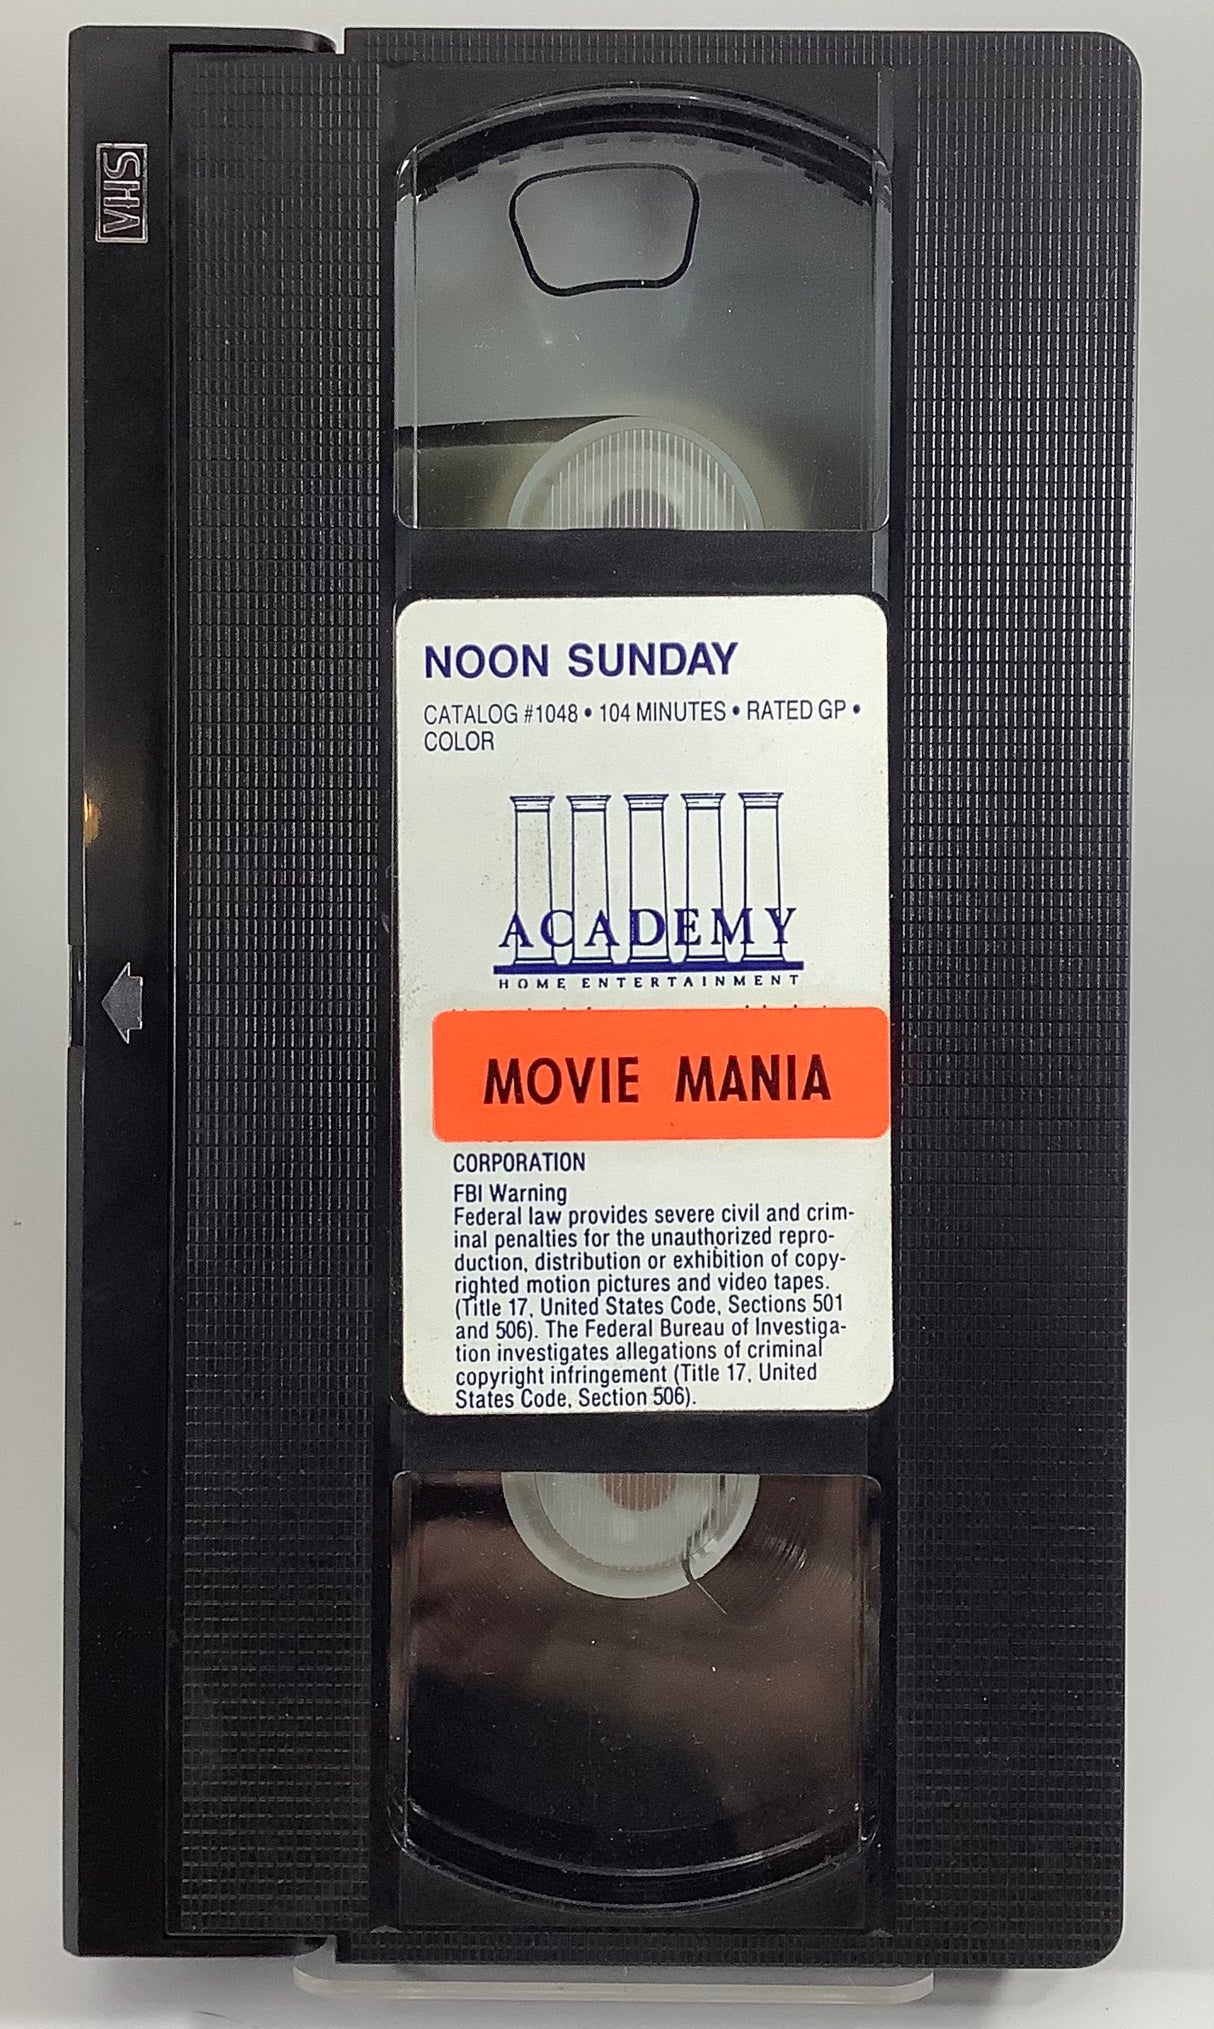 VHS
NOON SUNDAY
CATALOG #1048 • 104 MINUTES • RATED GP •
COLOR
ACADEMY
HOME ENTERTAINMENT
MOVIE MANIA
CORPORATION
FBI Warning
Federal law provides severe civil and crim-
inal penalties for the unauthorized repro-
duction, distribution or exhibition of copy-
righted motion pictures and video tapes.
(Title 17, United States Code, Sections 501
and 506). The Federal Bureau of Investiga-
tion investigates allegations of criminal
copyright infringement (Title 17, United
States Code, Section 506).